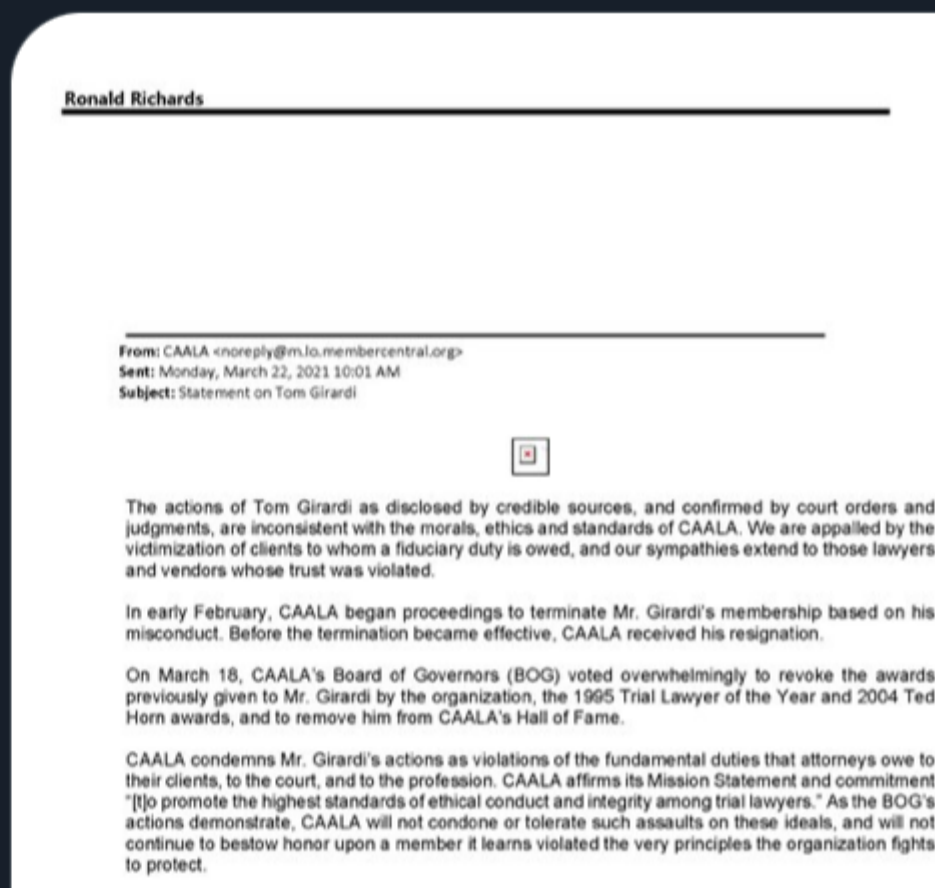 Ronald Richards
From: CAALA <noreply@m.lo.membercentral.org>
Sent: Monday, March 22, 2021 10:01 AM
Subject: Statement on Tom Girardi
The actions of Tom Girardi as disclosed by credible sources, and confirmed by court orders and
judgments, are inconsistent with the morals, ethics and standards of CAALA. We are appalled by the
victimization of clients to whom a fiduciary duty is owed, and our sympathies extend to those lawyers
and vendors whose trust was violated.
In early February, CAALA began proceedings to terminate Mr. Girardi's membership based on his
misconduct. Before the termination became effective, CAALA received his resignation.
On March 18, CAALA's Board of Governors (BOG) voted overwhelmingly to revoke the awards
previously given to Mr. Girardi by the organization, the 1995 Trial Lawyer of the Year and 2004 Ted
Horn awards, and to remove him from CAALA's Hall of Fame.
CAALA condemns Mr. Girardi's actions as violations of the fundamental duties that attorneys owe to
their clients, to the court, and to the profession. CAALA affirms its Mission Statement and commitment
"[t]o promote the highest standards of ethical conduct and integrity among trial lawyers." As the BOG's
actions demonstrate, CAALA will not condone or tolerate such assaults on these ideals, and will not
continue to bestow honor upon a member it learns violated the very principles the organization fights
to protect.